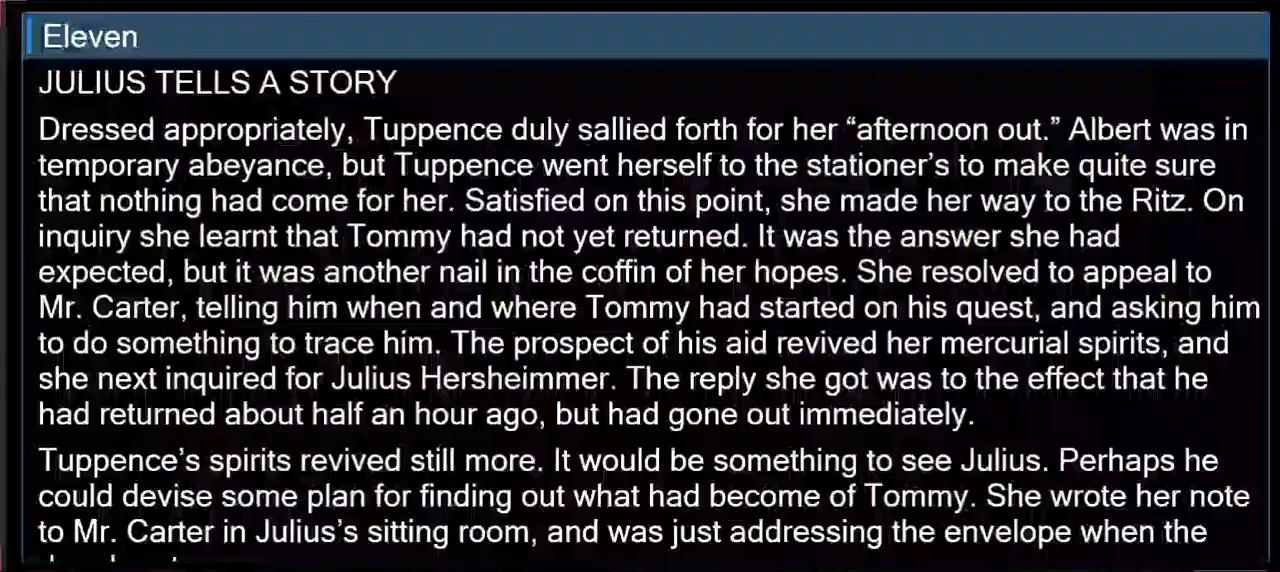 Eleven
JULIUS TELLS A STORY
Dressed appropriately, Tuppence duly sallied forth for her “afternoon out.” Albert was in
temporary abeyance, but Tuppence went herself to the stationer’s to make quite sure
that nothing had come for her. Satisfied on this point, she made her way to the Ritz. On
inquiry she learnt that Tommy had not yet returned. It was the answer she had
expected, but it was another nail in the coffin of her hopes. She resolved to appeal to
Mr. Carter, telling him when and where Tommy had started on his quest, and asking him
to do something to trace him. The prospect of his aid revived her mercurial spirits, and
she next inquired for Julius Hersheimmer. The reply she got was to the effect that he
had returned about half an hour ago, but had gone out immediately.
Tuppence’s spirits revived still more. It would be something to see Julius. Perhaps he
could devise some plan for finding out what had become of Tommy. She wrote her note
to Mr. Carter in Julius’s sitting room, and was just addressing the envelope when the